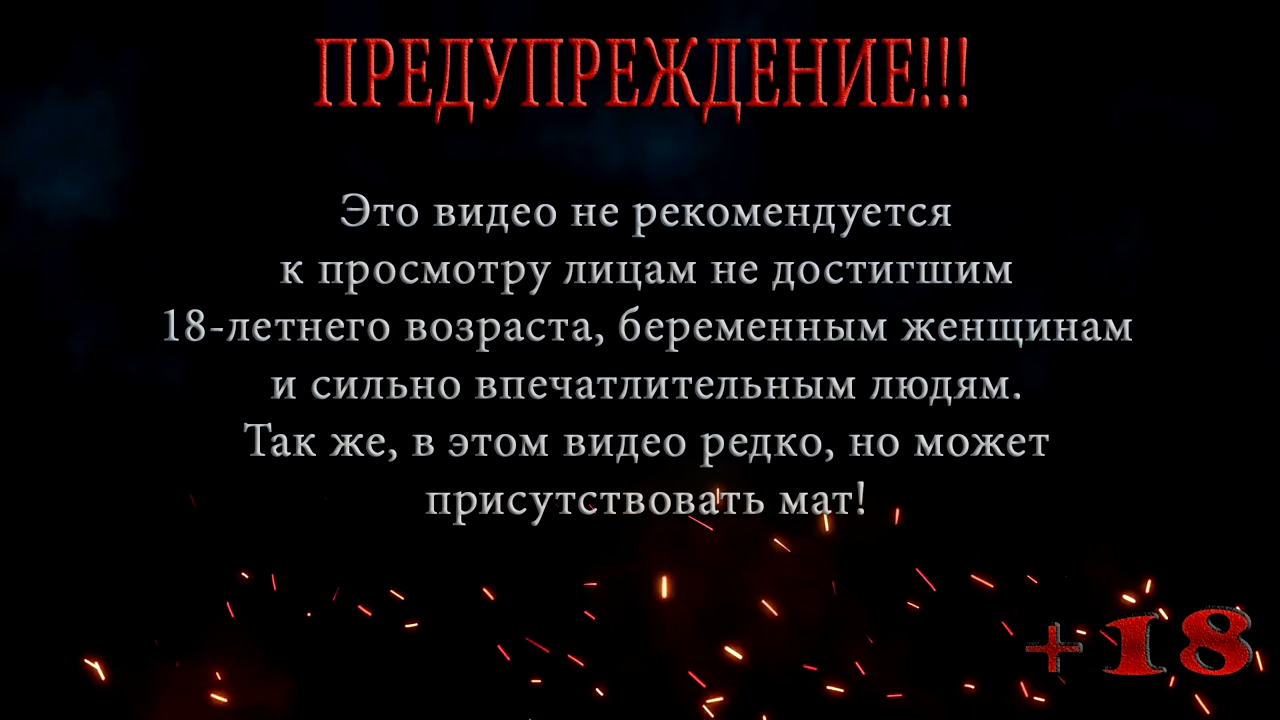 ПРЕДУПРЕЖДЕНИЕ!!!
Это видео не рекомендуется
к просмотру лицам не достигшим
18-летнего возраста, беременным женщинам
и сильно впечатлительным людям.
Так же, в этом видео редко, но может
присутствовать мат!
+18